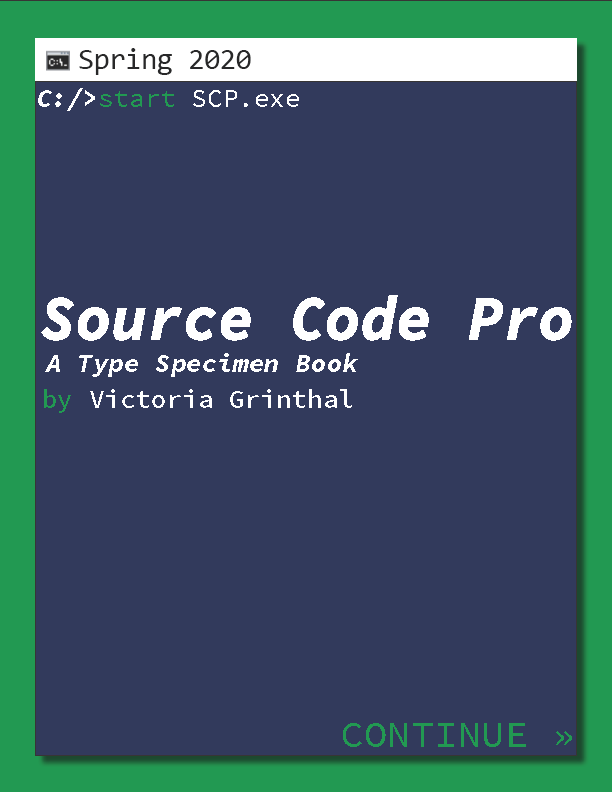 Spring 2020
C:/>start SCP.exe
Source Code Pro
A Type Specimen Book
by Victoria Grinthal
CONTINUE »